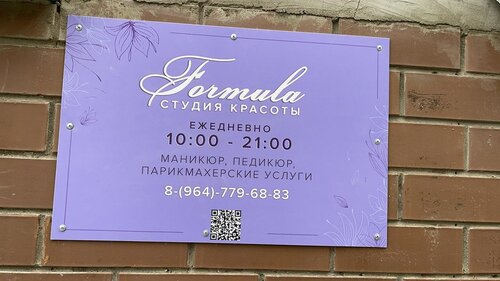 Formula
СТУДИЯ КРАСОТЫ
ЕЖЕДНЕВНО
10:00 - 21:00
МАНИКЮР, ПЕДИКЮР,
ПАРИКМАХЕРСКИЕ УСЛУГИ
8-(964)-779-68-83